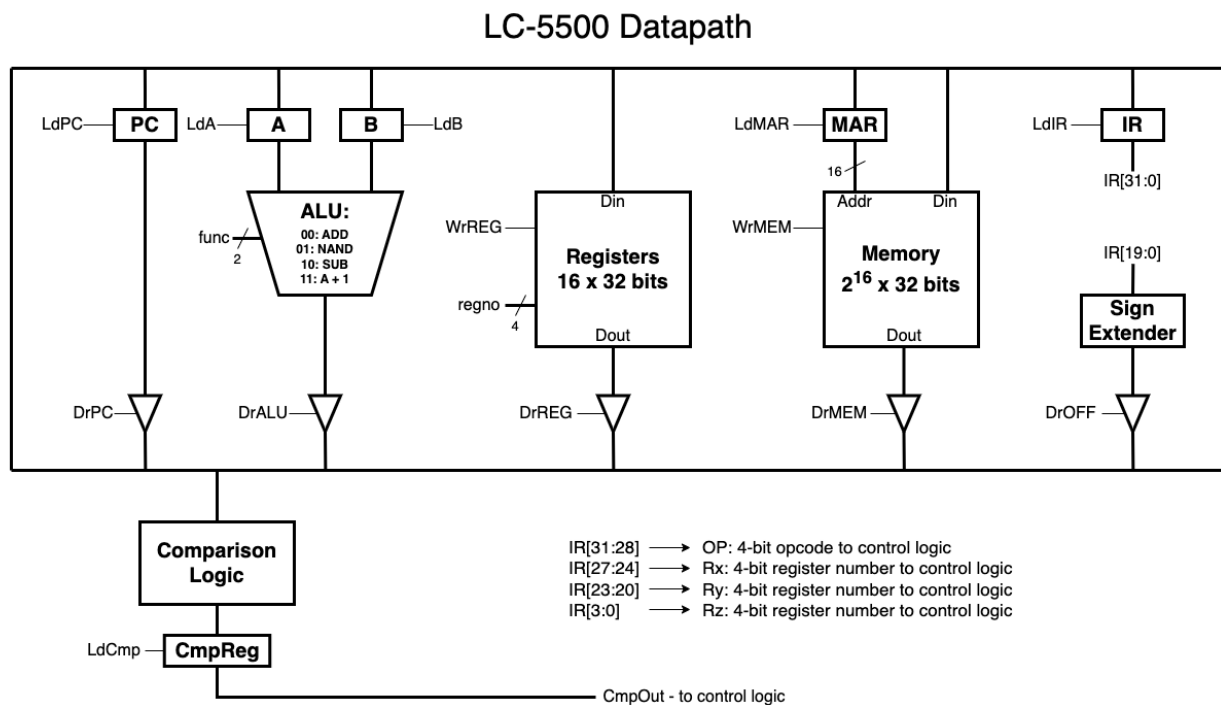 LC-5500 Datapath
LdPC
PC
LdA
A
B
LdB
LdMAR
MAR
LdIR
IR
16
IR[31:0]
ALU:
00: ADD
01: NAND
10: SUB
11: A + 1
func
2
Din
WrREG
Registers
16 x 32 bits
regno
4
Dout
Addr
Din
WrMEM
Memory
2^16 x 32 bits
Dout
IR[19:0]
Sign
Extender
DrPC
DrALU
DrREG
DrMEM
DrOFF
Comparison
Logic
LdCmp
CmpReg
IR[31:28] → OP: 4-bit opcode to control logic
IR[27:24] → Rx: 4-bit register number to control logic
IR[23:20] → Ry: 4-bit register number to control logic
IR[3:0] → Rz: 4-bit register number to control logic
CmpOut - to control logic